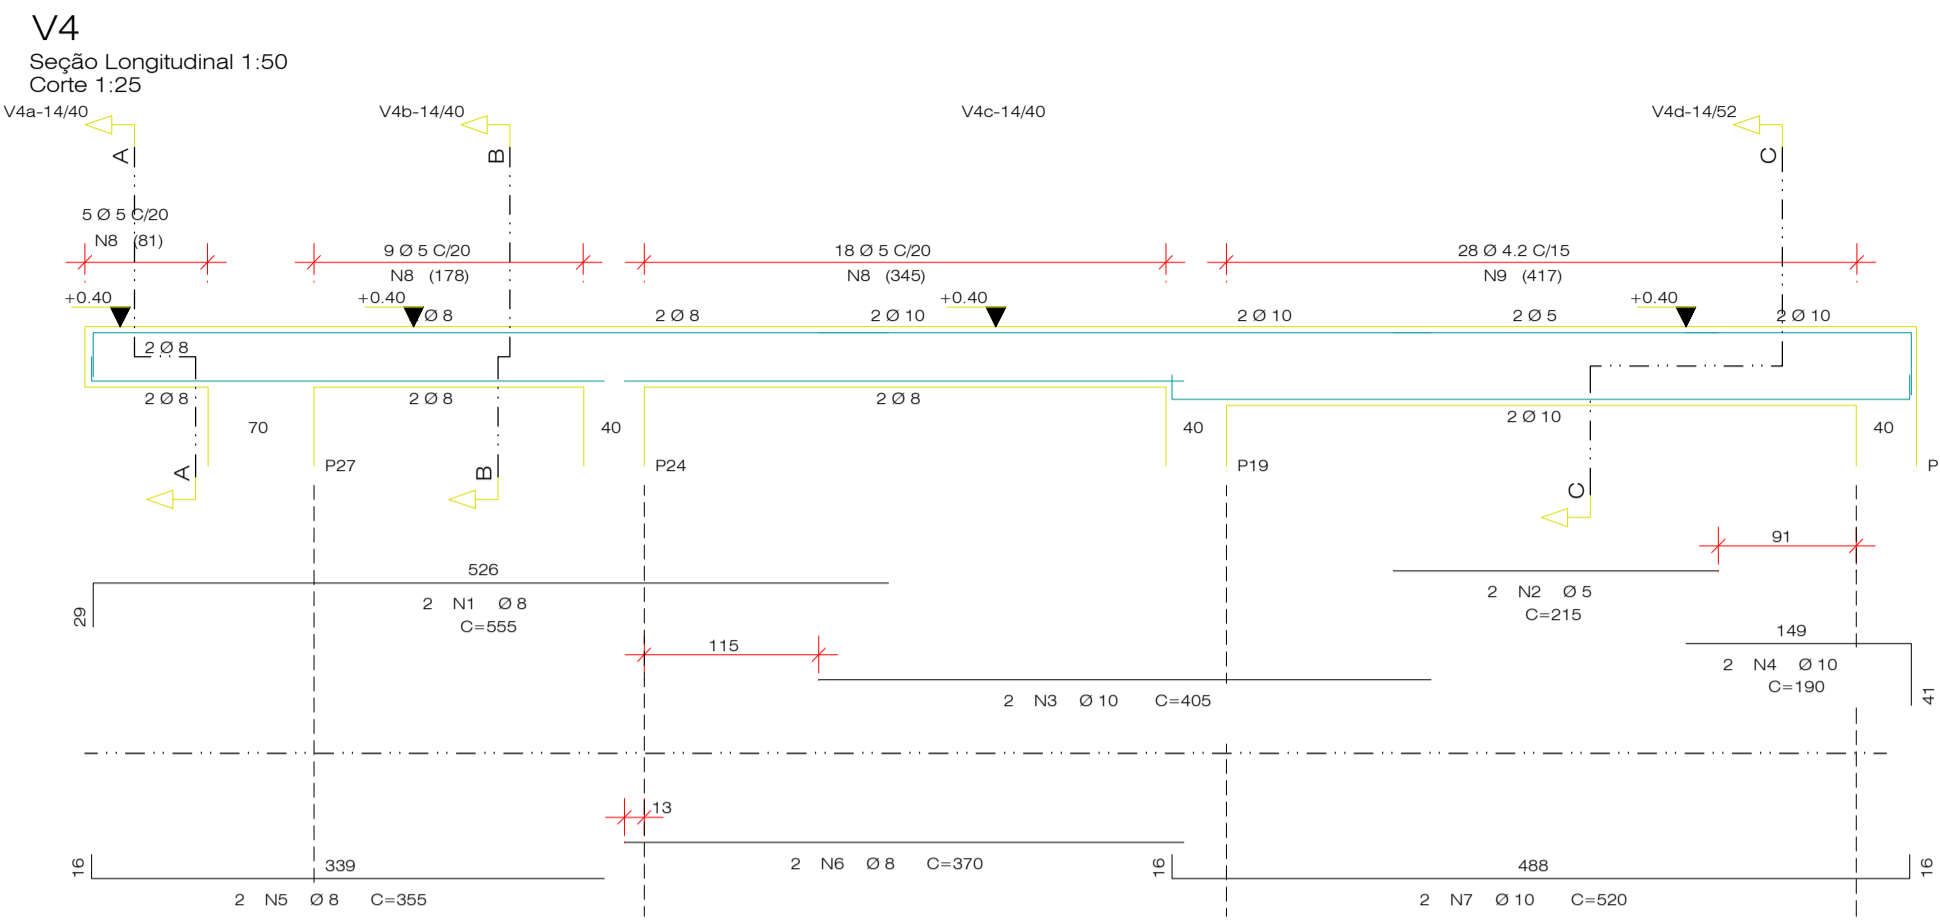 V4
Seção Longitudinal 1:50
Corte 1:25
V4a-14/40
V4b-14/40
V4c-14/40
V4d-14/52
A
B
C
5 Ø 5 C/20
N8 (81)
9 Ø 5 C/20
N8 (178)
18 Ø 5 C/20
N8 (345)
28 Ø 4.2 C/15
N9 (417)
+0.40
+0.40
+0.40
+0.40
Ø 8
2 Ø 8
2 Ø 10
2 Ø 10
2 Ø 5
2 Ø 10
2 Ø 8
2 Ø 8
2 Ø 8
2 Ø 8
2 Ø 10
70
40
40
40
A
P27
B
P24
P19
C
P
91
526
29
2 N1 Ø 8
C=555
2 N2 Ø 5
C=215
115
149
2 N4 Ø 10
C=190
41
2 N3 Ø 10 C=405
13
16
339
2 N5 Ø 8 C=355
2 N6 Ø 8 C=370
16
488
16
2 N7 Ø 10 C=520